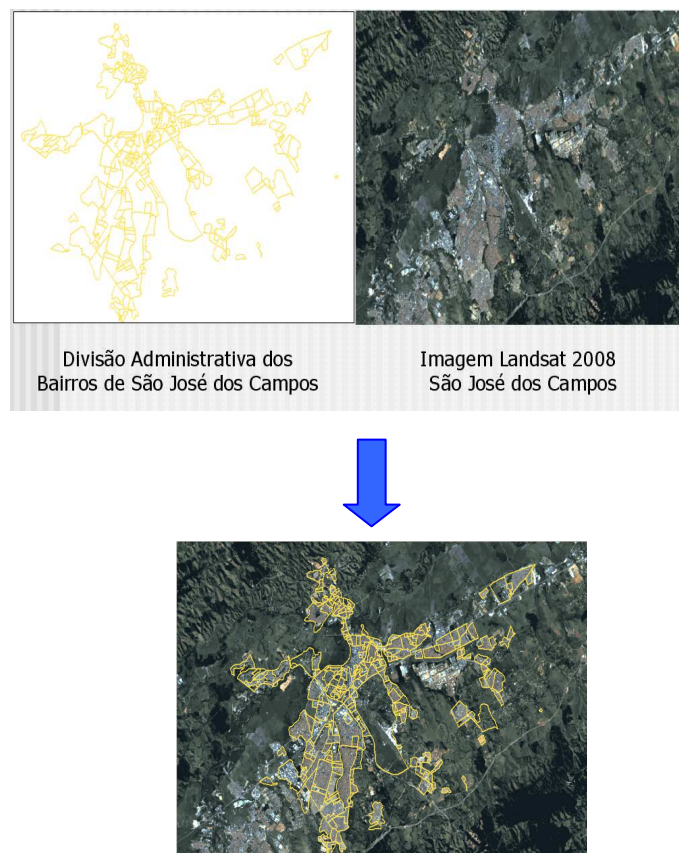 Divisão Administrativa dos
Bairros de São José dos Campos
Imagem Landsat 2008
São José dos Campos